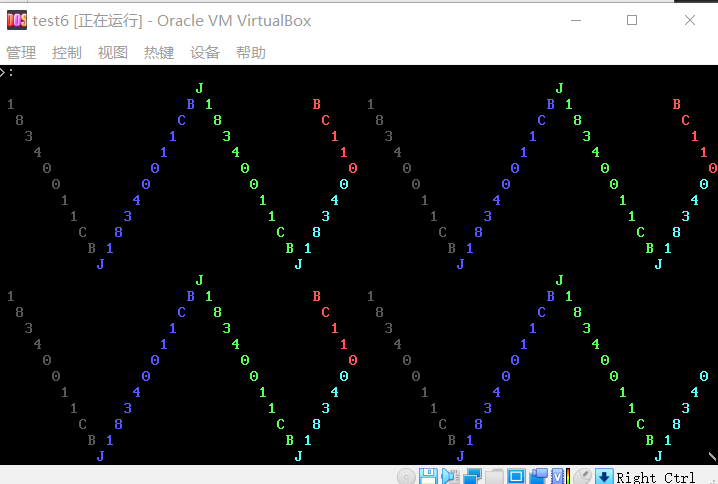 DOS test6 [正在运行] - Oracle VM VirtualBox
管理 控制 视图 热键 设备 帮助
>:
J J
1 B 1 B 1 B 1 B
8 C 8 C 8 C 8 C
3 1 3 1 3 1 3 1
4 1 4 1 4 1 4 1
0 0 0 0 0 0 0 0
0 0 0 0 0 0 0 0
1 4 1 4 1 4 1 4
1 3 1 3 1 3 1 3
C 8 C 8 C 8 C 8
B 1 B 1 B 1 B 1
J J J J
J J
1 B 1 B 1 B 1
8 C 8 C 8 C 8
3 1 3 1 3 1 3
4 1 4 1 4 1 4
0 0 0 0 0 0 0
0 0 0 0 0 0 0 0
1 4 1 4 1 4 1 4
1 3 1 3 1 3 1 3
C 8 C 8 C 8 C 8
B 1 B 1 B 1 B 1 \
J J J J
Right Ctrl